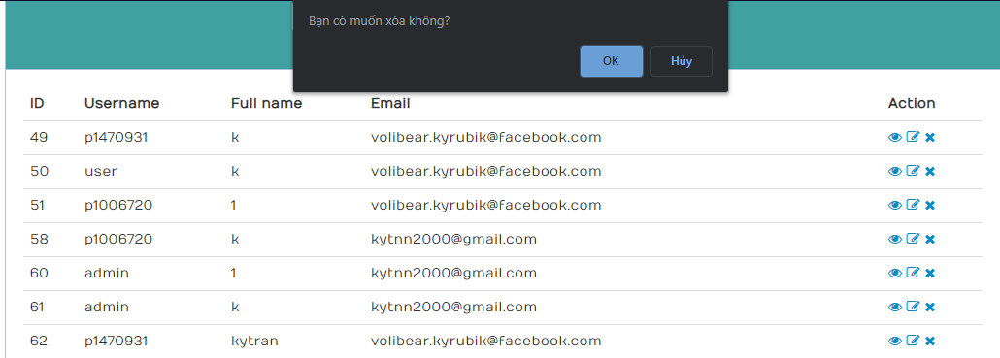 Bạn có muốn xóa không?
OK Hủy
ID Username Full name Email Action
49 p1470931 k volibear.kyrubik@facebook.com
50 user k volibear.kyrubik@facebook.com
51 p1006720 1 volibear.kyrubik@facebook.com
58 p1006720 k kytnn2000@gmail.com
60 admin 1 kytnn2000@gmail.com
61 admin k kytnn2000@gmail.com
62 p1470931 kytran volibear.kyrubik@facebook.com